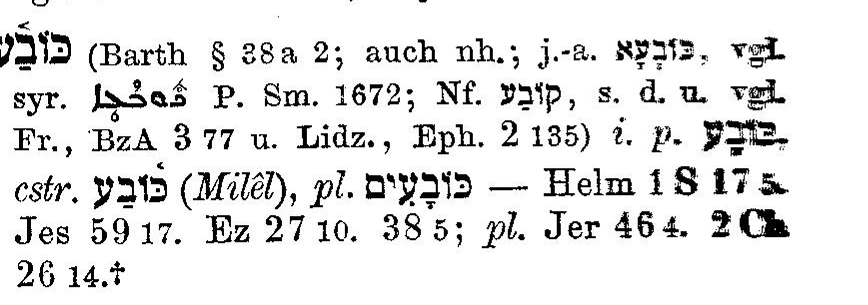 כּוֹבַע (Barth § 38a 2; auch nh.; j.-a. כּוֹבְעָא, vgl.
syr. P. Sm. 1672; Nf. קוֹבַע, s. d. u. vgl.
Fr., BzA 3 77 u. Lidz., Eph. 2 135) i. p. כּוֹבָע,
cstr. כּוֹבַע (Milêl), pl. כּוֹבָעִים — Helm 1 S 17 5.
Jes 59 17. Ez 27 10. 38 5; pl. Jer 46 4. 2 Ch
26 14.†